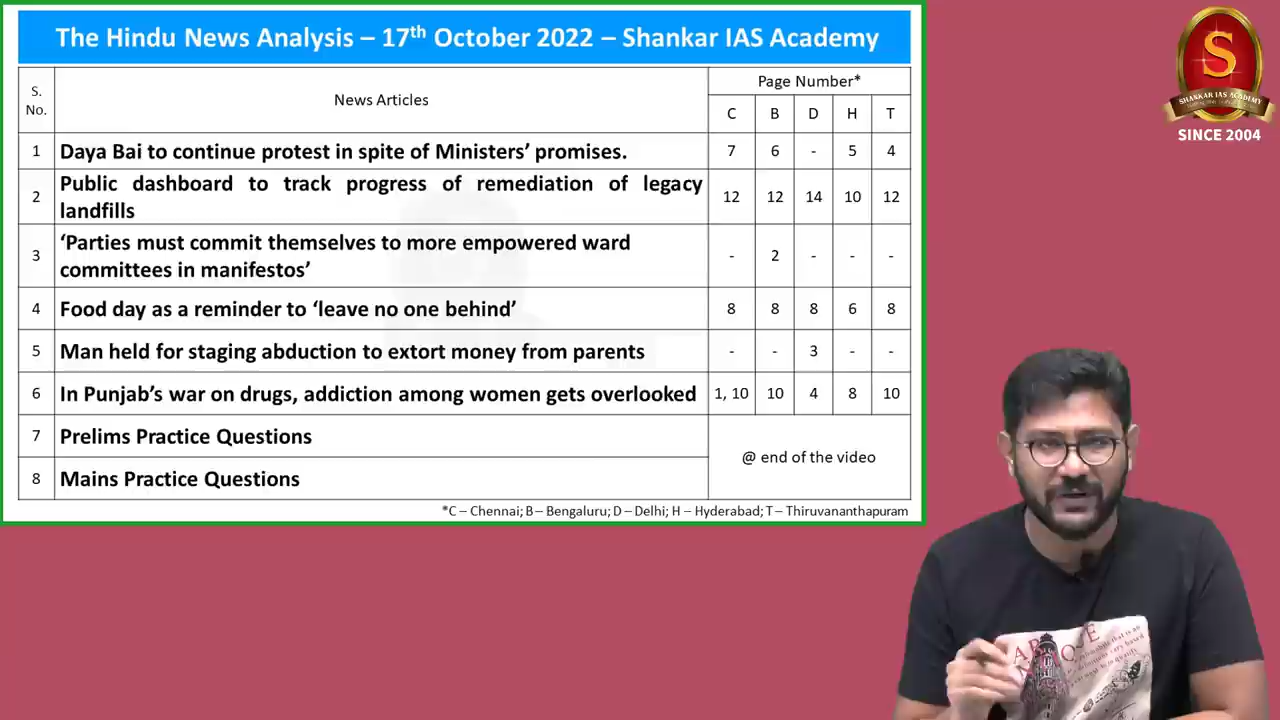 The Hindu News Analysis – 17th October 2022 – Shankar IAS Academy
S. No.
News Articles
Page Number*
C B D H T
1 Daya Bai to continue protest in spite of Ministers’ promises. 7 6 - 5 4
2 Public dashboard to track progress of remediation of legacy
landfills 12 12 14 10 12
3 ‘Parties must commit themselves to more empowered ward
committees in manifestos’ - 2 - - -
4 Food day as a reminder to ‘leave no one behind’ 8 8 8 6 8
5 Man held for staging abduction to extort money from parents - - 3 - -
6 In Punjab’s war on drugs, addiction among women gets overlooked 1, 10 10 4 8 10
7 Prelims Practice Questions
8 Mains Practice Questions
@ end of the video
*C – Chennai; B – Bengaluru; D – Delhi; H – Hyderabad; T – Thiruvananthapuram
S
SHANKAR IAS ACADEMY
SINCE 2004